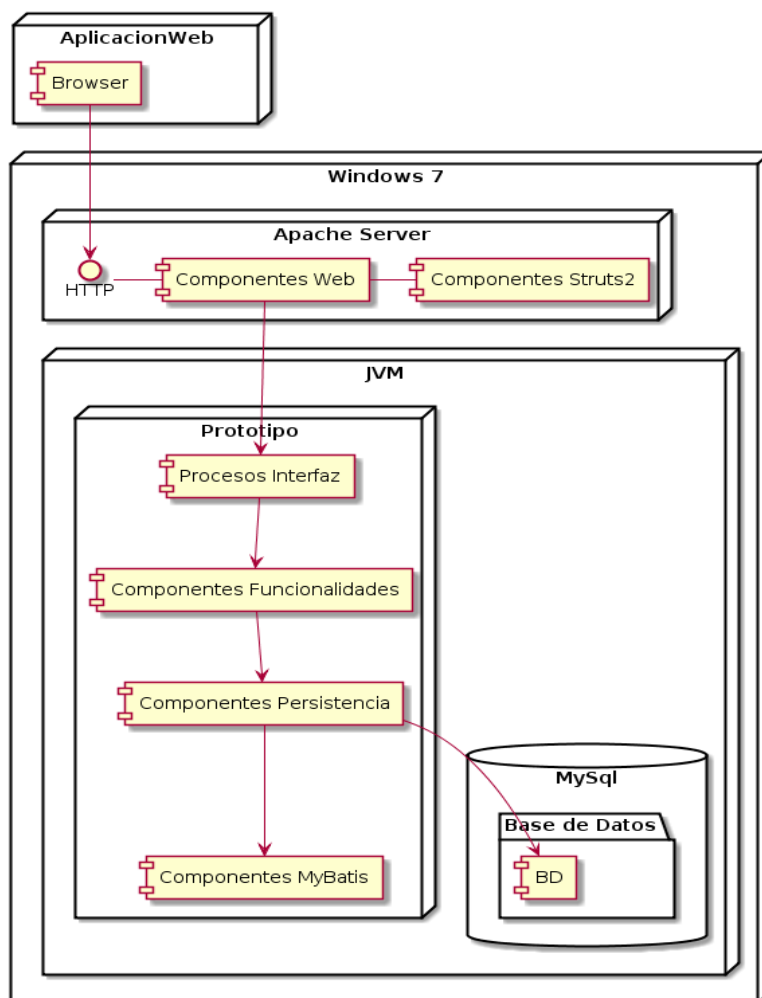 AplicacionWeb
Browser
Windows 7
Apache Server
HTTP
Componentes Web
Componentes Struts2
JVM
Prototipo
Procesos Interfaz
Componentes Funcionalidades
Componentes Persistencia
MySql
Base de Datos
Componentes MyBatis
BD